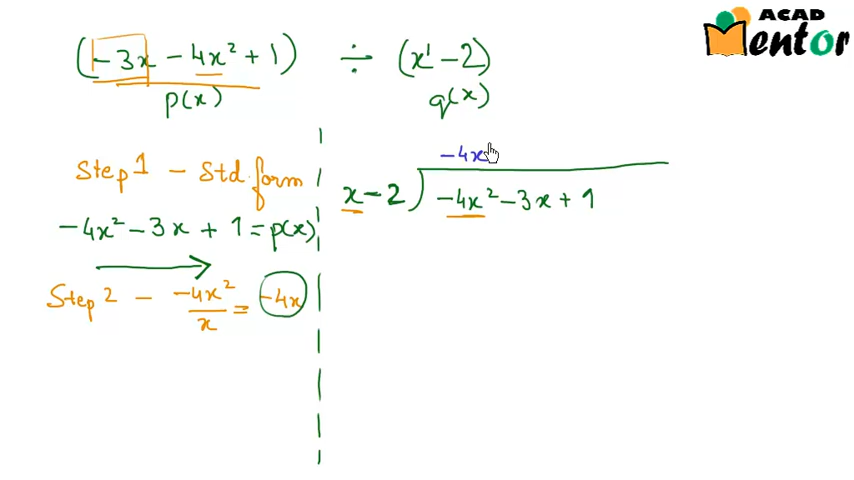 (-3x - 4x² + 1) ÷ (x¹ - 2)
p(x) q(x)
ACAD
Mentor
Step 1 - Std. form
-4x² - 3x + 1 = p(x)
Step 2 - -4x²/x = -4x
-4x
x - 2 ) -4x² - 3x + 1